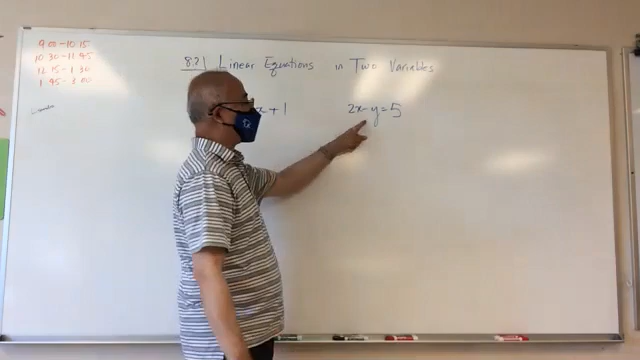 9:00-10:15
10:30-11:45
12:15-1:30
1:45-3:00
8.2| Linear Equations in Two Variables
x+1
2x-y=5